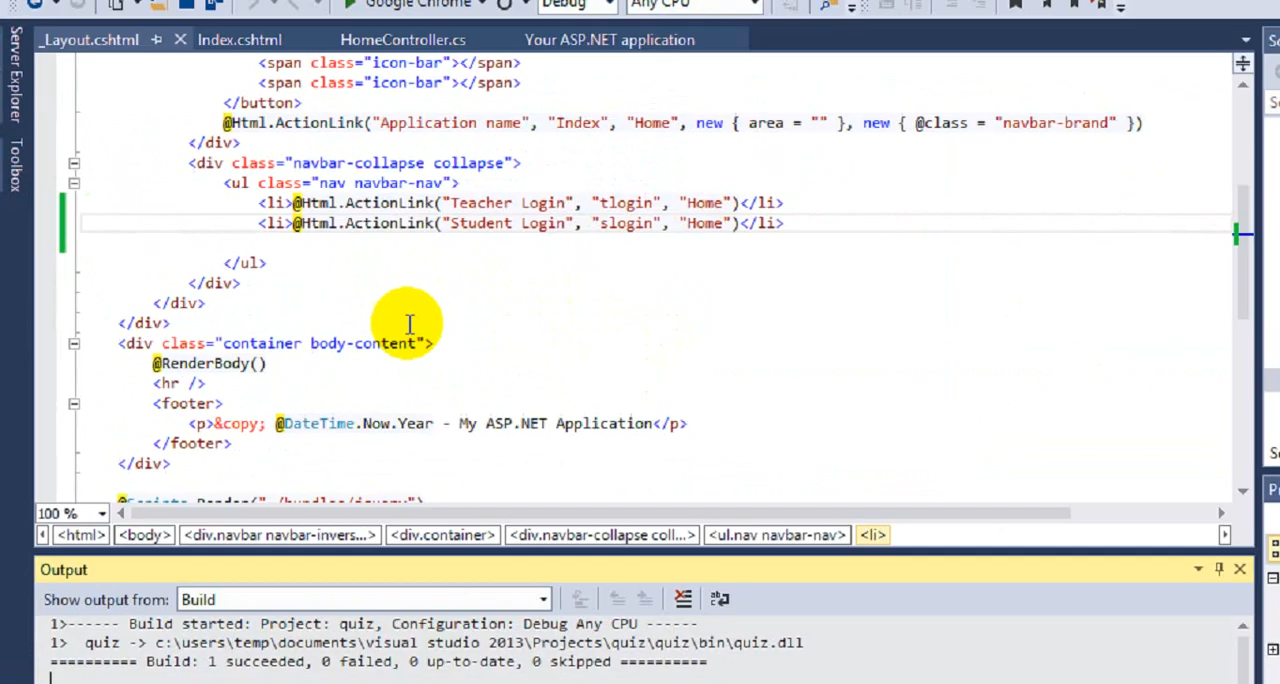 Google Chrome Debug Any CPU
_Layout.cshtml Index.cshtml HomeController.cs Your ASP.NET application
Server Explorer
Toolbox
<span class="icon-bar"></span>
<span class="icon-bar"></span>
</button>
@Html.ActionLink("Application name", "Index", "Home", new { area = "" }, new { @class = "navbar-brand" })
</div>
<div class="navbar-collapse collapse">
<ul class="nav navbar-nav">
<li>@Html.ActionLink("Teacher Login", "tlogin", "Home")</li>
<li>@Html.ActionLink("Student Login", "slogin", "Home")</li>
</ul>
</div>
</div>
</div>
<div class="container body-content">
@RenderBody()
<hr />
<footer>
<p>&copy; @DateTime.Now.Year - My ASP.NET Application</p>
</footer>
</div>
100 %
<html> <body> <div.navbar navbar-invers...> <div.container> <div.navbar-collapse coll...> <ul.nav navbar-nav> <li>
Output
Show output from: Build
1>------ Build started: Project: quiz, Configuration: Debug Any CPU ------
1> quiz -> c:\users\temp\documents\visual studio 2013\Projects\quiz\quiz\bin\quiz.dll
========== Build: 1 succeeded, 0 failed, 0 up-to-date, 0 skipped ==========